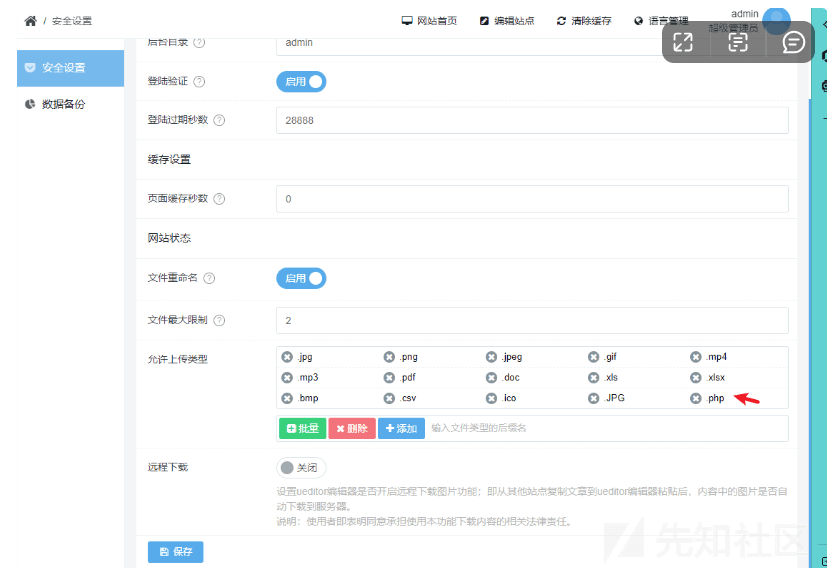 / 安全设置
网站首页 编辑站点 清除缓存 语言管理 admin
超级管理员
安全设置
数据备份
后台目录 admin
登陆验证 启用
登陆过期秒数 28888
缓存设置
页面缓存秒数 0
网站状态
文件重命名 启用
文件最大限制 2
允许上传类型
.jpg .png .jpeg .gif .mp4
.mp3 .pdf .doc .xls .xlsx
.bmp .csv .ico .JPG .php
批量 删除 添加 输入文件类型的后缀名
远程下载 关闭
设置ueditor编辑器是否开启远程下载图片功能：即从其他站点复制文章到ueditor编辑器粘贴后，内容中的图片是否自
动下载到服务器。
说明：使用者即表明同意承担使用本功能下载内容的相关法律责任。
保存
先知社区